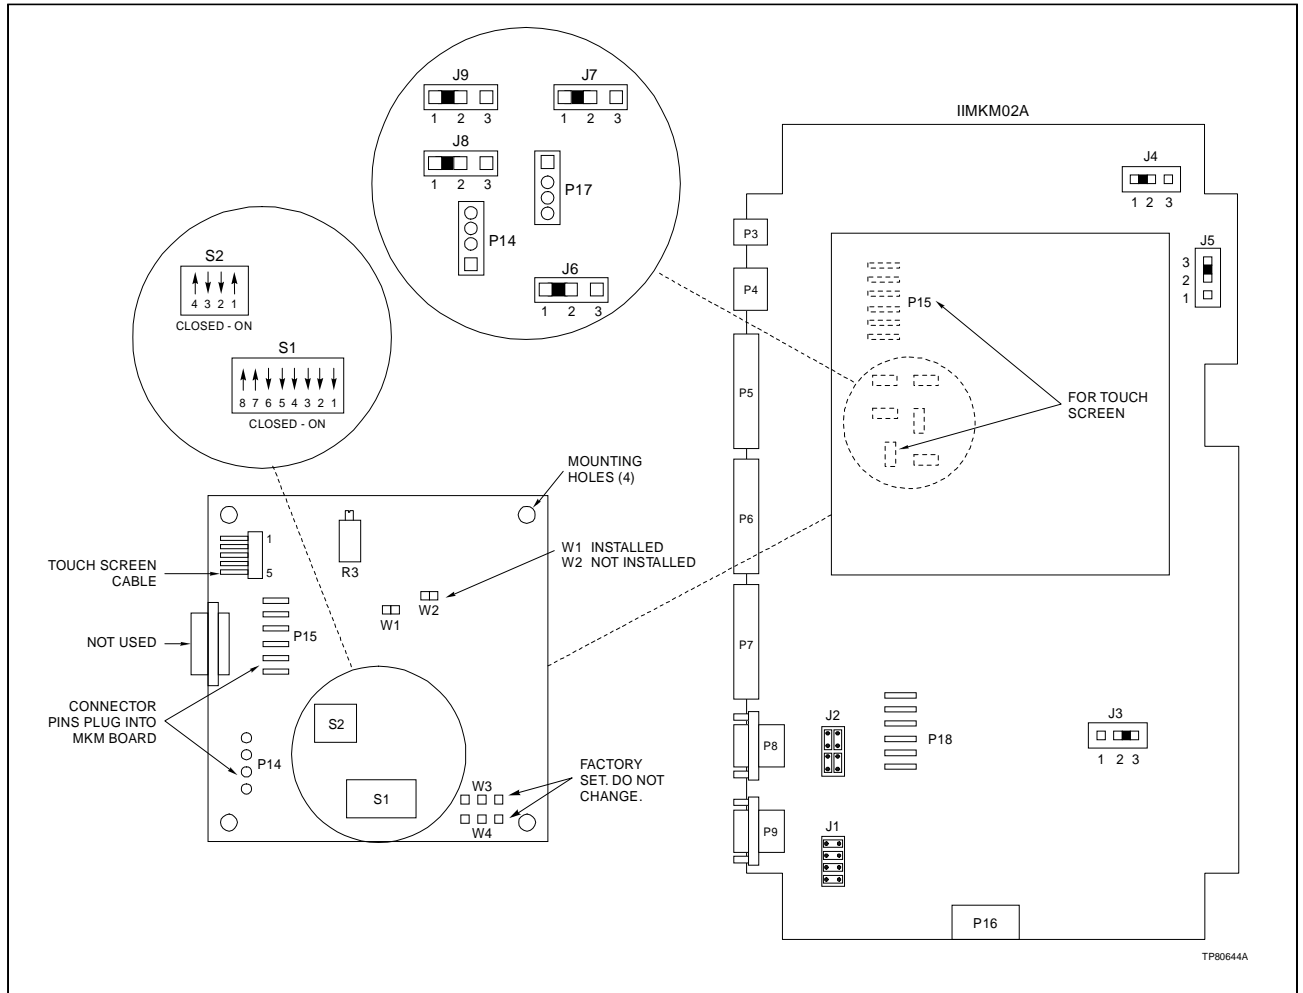 J9
1 2 3
J7
1 2 3
J8
1 2 3
P17
P14
J6
1 2 3
S2
4 3 2 1
CLOSED - ON
S1
8 7 6 5 4 3 2 1
CLOSED - ON
IIMKM02A
J4
1 2 3
J5
3
2
1
P3
P4
P5
P6
P7
P8
P9
P15
FOR TOUCH
SCREEN
MOUNTING
HOLES (4)
W1 INSTALLED
W2 NOT INSTALLED
TOUCH SCREEN
CABLE
1
5
R3
W2
W1
NOT USED
P15
CONNECTOR
PINS PLUG INTO
MKM BOARD
P14
S2
S1
FACTORY
SET. DO NOT
CHANGE.
W3
W4
J2
P18
J3
1 2 3
J1
P16
TP80644A